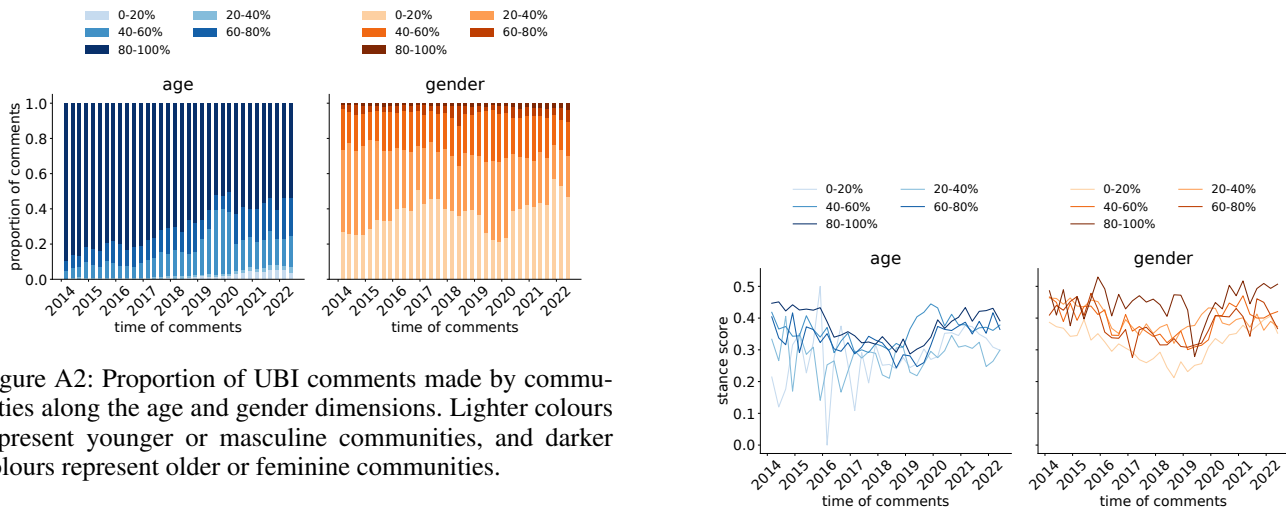 0-20% 20-40%
40-60% 60-80%
80-100%
0-20% 20-40%
40-60% 60-80%
80-100%
age
gender
proportion of comments
1.0
0.8
0.6
0.4
0.2
0.0
2014 2015 2016 2017 2018 2019 2020 2021 2022
time of comments
2014 2015 2016 2017 2018 2019 2020 2021 2022
time of comments
gure A2: Proportion of UBI comments made by commu-
ties along the age and gender dimensions. Lighter colours
present younger or masculine communities, and darker
olours represent older or feminine communities.
0-20% 20-40%
40-60% 60-80%
80-100%
0-20% 20-40%
40-60% 60-80%
80-100%
age
gender
stance score
0.5
0.4
0.3
0.2
0.1
0.0
2014 2015 2016 2017 2018 2019 2020 2021 2022
time of comments
2014 2015 2016 2017 2018 2019 2020 2021 2022
time of comments